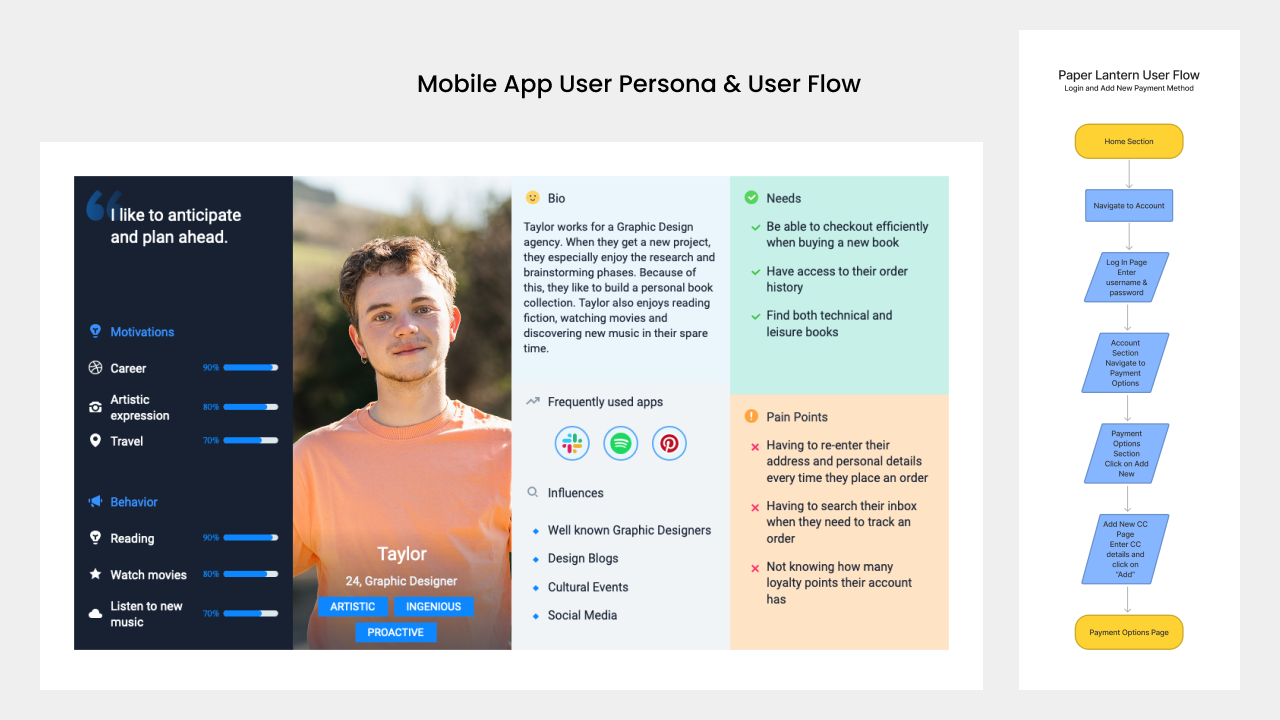 Mobile App User Persona & User Flow
I like to anticipate
and plan ahead.
Motivations
Career 90%
Artistic
expression 80%
Travel 70%
Behavior
Reading 90%
Watch movies 80%
Listen to new
music 70%
Taylor
24, Graphic Designer
ARTISTIC INGENIOUS
PROACTIVE
Bio
Taylor works for a Graphic Design
agency. When they get a new project,
they especially enjoy the research and
brainstorming phases. Because of
this, they like to build a personal book
collection. Taylor also enjoys reading
fiction, watching movies and
discovering new music in their spare
time.
Frequently used apps
Influences
Well known Graphic Designers
Design Blogs
Cultural Events
Social Media
Needs
Be able to checkout efficiently
when buying a new book
Have access to their order
history
Find both technical and
leisure books
Pain Points
Having to re-enter their
address and personal details
every time they place an order
Having to search their inbox
when they need to track an
order
Not knowing how many
loyalty points their account
has
Paper Lantern User Flow
Login and Add New Payment Method
Home Section
Navigate to Account
Log In Page
Enter
username &
password
Account
Section
Navigate to
Payment
Options
Payment
Options
Section
Click on Add
New
Add New CC
Page
Enter CC
details and
click on
"Add"
Payment Options Page